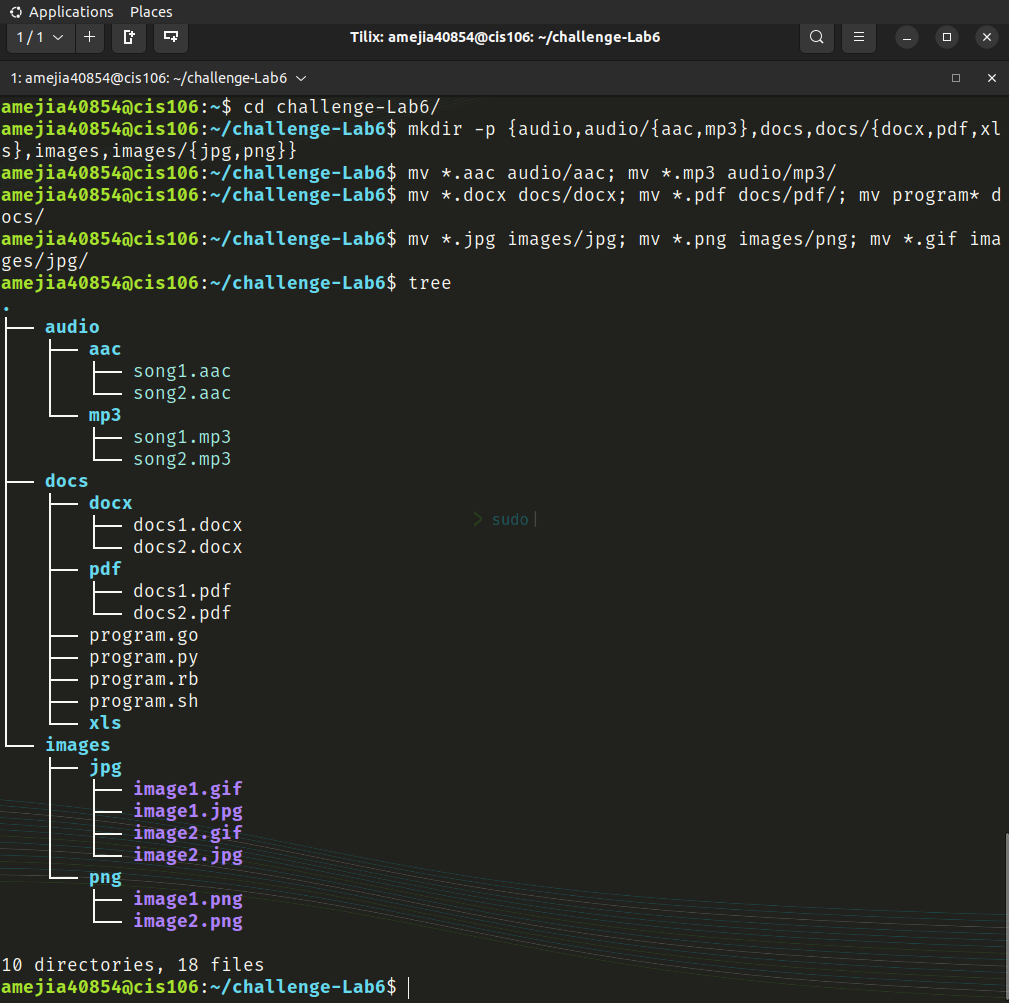 Applications Places
1 / 1
Tilix: amejia40854@cis106: ~/challenge-Lab6
1: amejia40854@cis106: ~/challenge-Lab6
amejia40854@cis106:~$ cd challenge-Lab6/
amejia40854@cis106:~/challenge-Lab6$ mkdir -p {audio,audio/{aac,mp3},docs,docs/{docx,pdf,xl
s},images,images/{jpg,png}}
amejia40854@cis106:~/challenge-Lab6$ mv *.aac audio/aac; mv *.mp3 audio/mp3/
amejia40854@cis106:~/challenge-Lab6$ mv *.docx docs/docx; mv *.pdf docs/pdf/; mv program* d
ocs/
amejia40854@cis106:~/challenge-Lab6$ mv *.jpg images/jpg; mv *.png images/png; mv *.gif ima
ges/jpg/
amejia40854@cis106:~/challenge-Lab6$ tree
.
├── audio
│   ├── aac
│   │   ├── song1.aac
│   │   └── song2.aac
│   └── mp3
│       ├── song1.mp3
│       └── song2.mp3
├── docs
│   ├── docx
│   │   ├── docs1.docx
│   │   └── docs2.docx
│   ├── pdf
│   │   ├── docs1.pdf
│   │   └── docs2.pdf
│   ├── program.go
│   ├── program.py
│   ├── program.rb
│   ├── program.sh
│   └── xls
└── images
    ├── jpg
    │   ├── image1.gif
    │   ├── image1.jpg
    │   ├── image2.gif
    │   └── image2.jpg
    └── png
        ├── image1.png
        └── image2.png
> sudo
10 directories, 18 files
amejia40854@cis106:~/challenge-Lab6$